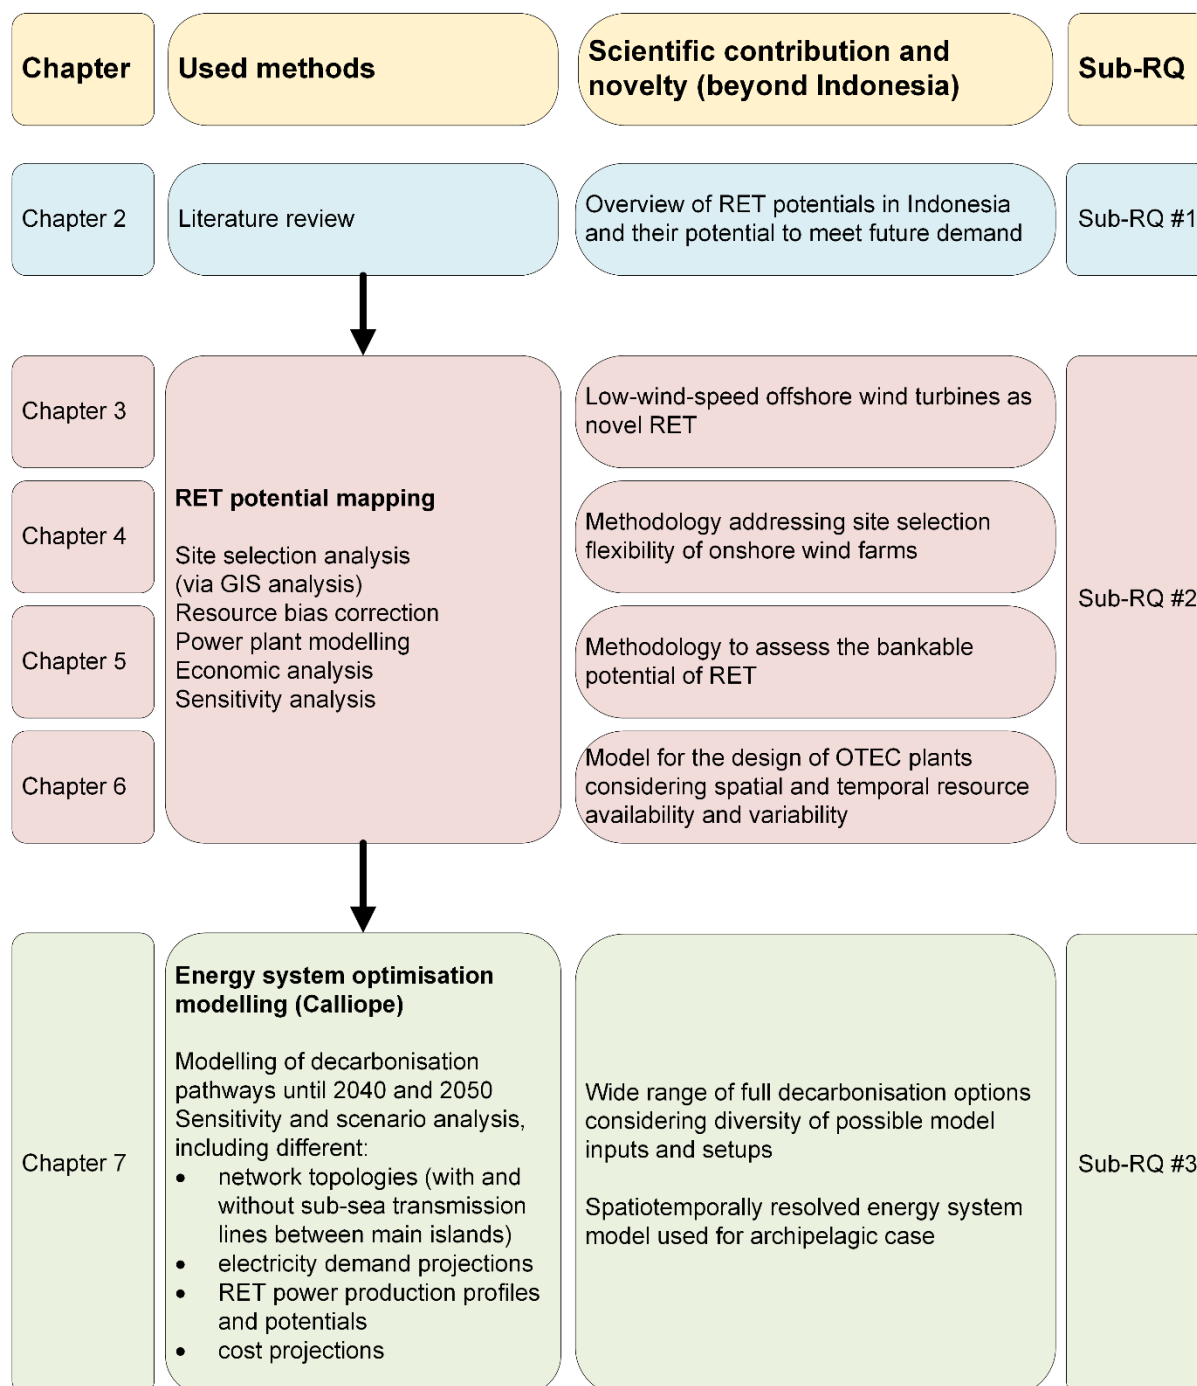 Chapter
Used methods
Scientific contribution and
novelty (beyond Indonesia)
Sub-RQ
Chapter 2
Literature review
Overview of RET potentials in Indonesia
and their potential to meet future demand
Sub-RQ #1
Chapter 3
Chapter 4
Chapter 5
Chapter 6
RET potential mapping
Site selection analysis
(via GIS analysis)
Resource bias correction
Power plant modelling
Economic analysis
Sensitivity analysis
Low-wind-speed offshore wind turbines as
novel RET
Methodology addressing site selection
flexibility of onshore wind farms
Methodology to assess the bankable
potential of RET
Model for the design of OTEC plants
considering spatial and temporal resource
availability and variability
Sub-RQ #2
Chapter 7
Energy system optimisation
modelling (Calliope)
Modelling of decarbonisation
pathways until 2040 and 2050
Sensitivity and scenario analysis,
including different:
• network topologies (with and
without sub-sea transmission
lines between main islands)
• electricity demand projections
• RET power production profiles
and potentials
• cost projections
Wide range of full decarbonisation options
considering diversity of possible model
inputs and setups
Spatiotemporally resolved energy system
model used for archipelagic case
Sub-RQ #3